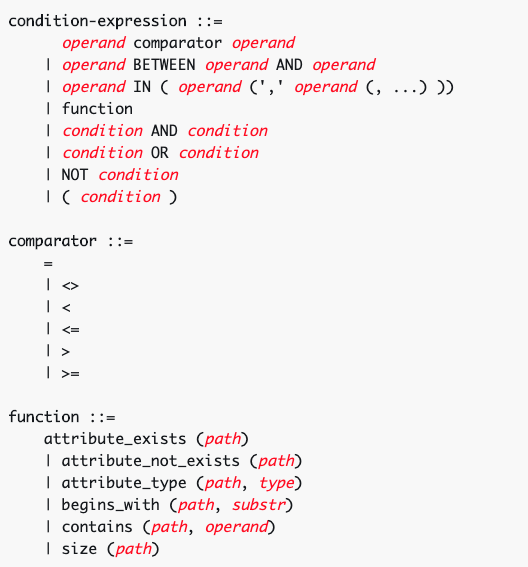 condition-expression ::=
operand comparator operand
| operand BETWEEN operand AND operand
| operand IN ( operand (',' operand (, ...) ))
| function
| condition AND condition
| condition OR condition
| NOT condition
| ( condition )
comparator ::=
=
| <>
| <
| <=
| >
| >=
function ::=
attribute_exists (path)
| attribute_not_exists (path)
| attribute_type (path, type)
| begins_with (path, substr)
| contains (path, operand)
| size (path)